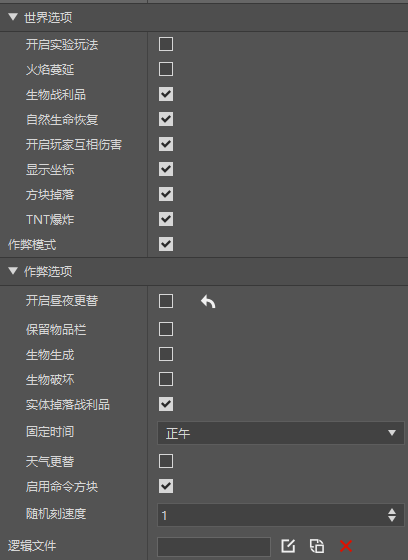 世界选项
开启实验玩法
火焰蔓延
生物战利品
自然生命恢复
开启玩家互相伤害
显示坐标
方块掉落
TNT爆炸
作弊模式
作弊选项
开启昼夜更替
保留物品栏
生物生成
生物破坏
实体掉落战利品
固定时间 正午
天气更替
启用命令方块
随机刻速度 1
逻辑文件